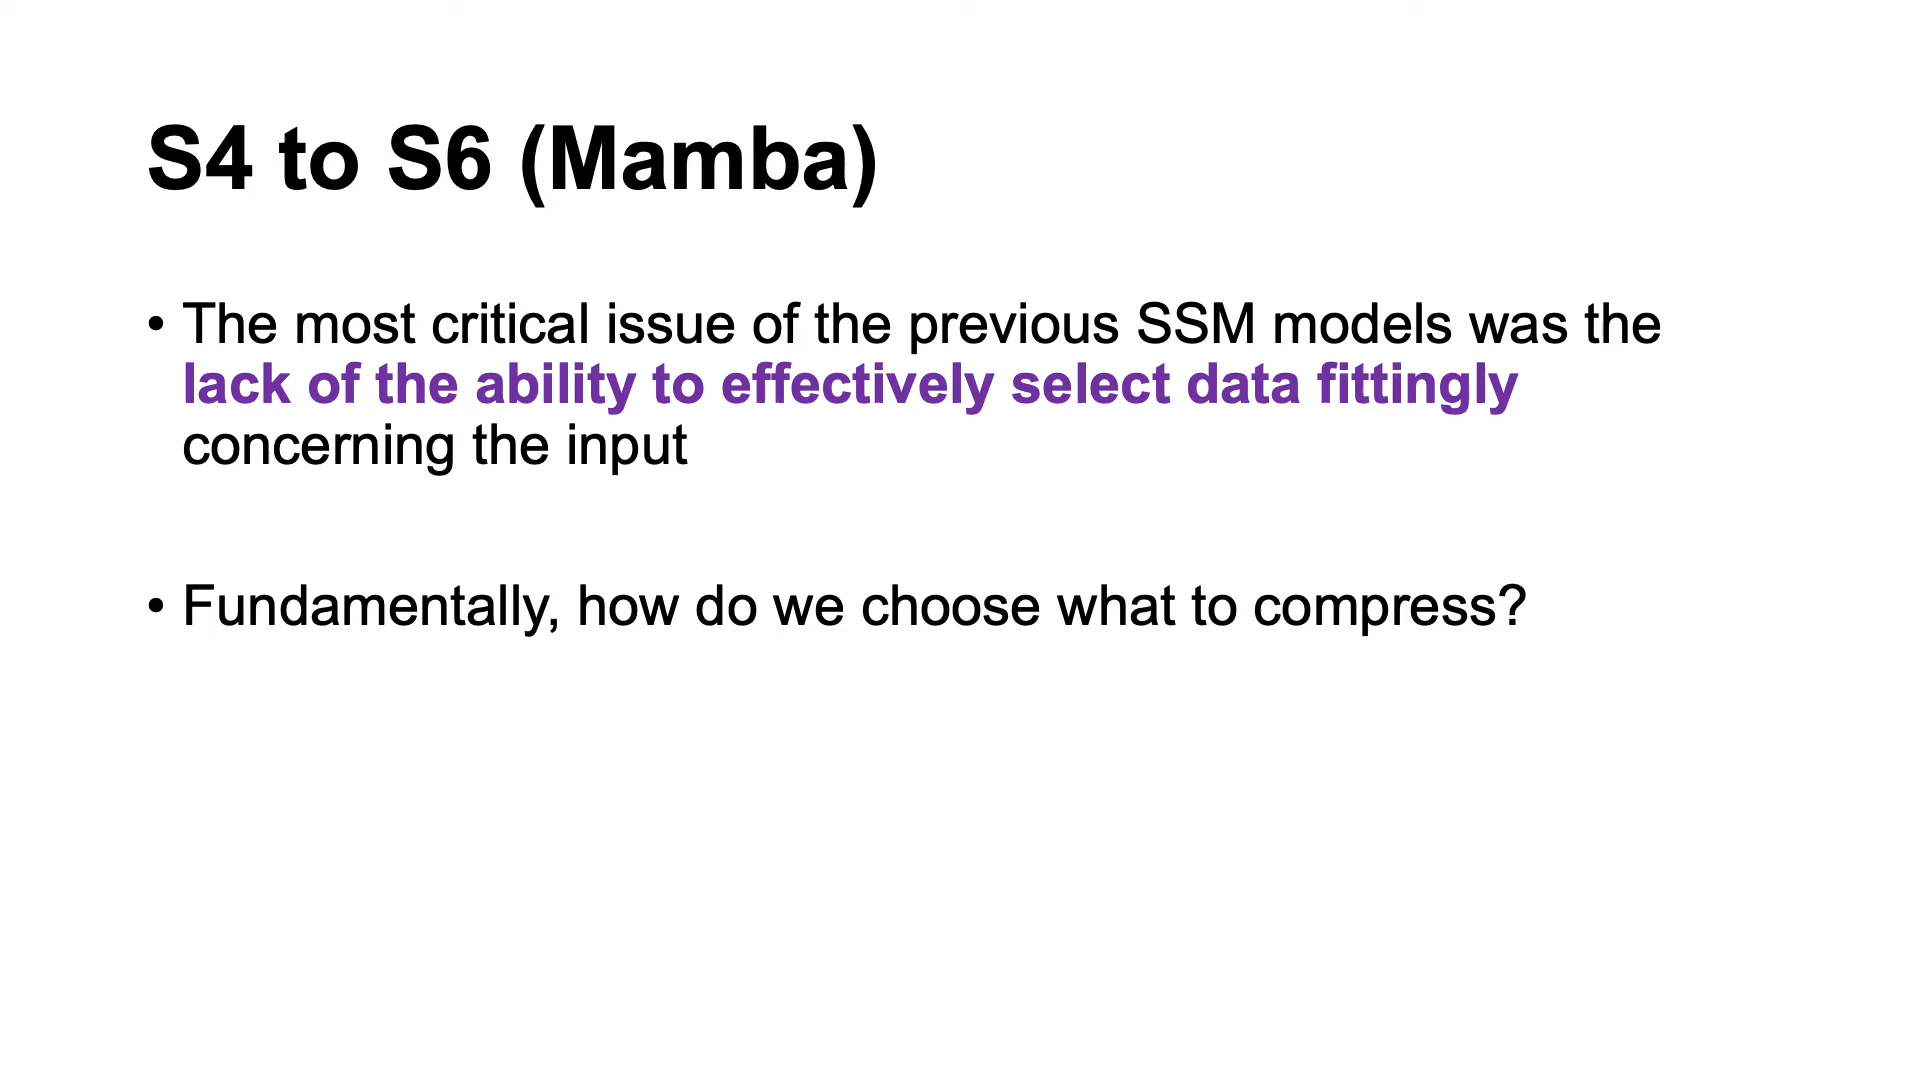 S4 to S6 (Mamba)
• The most critical issue of the previous SSM models was the
lack of the ability to effectively select data fittingly
concerning the input
• Fundamentally, how do we choose what to compress?